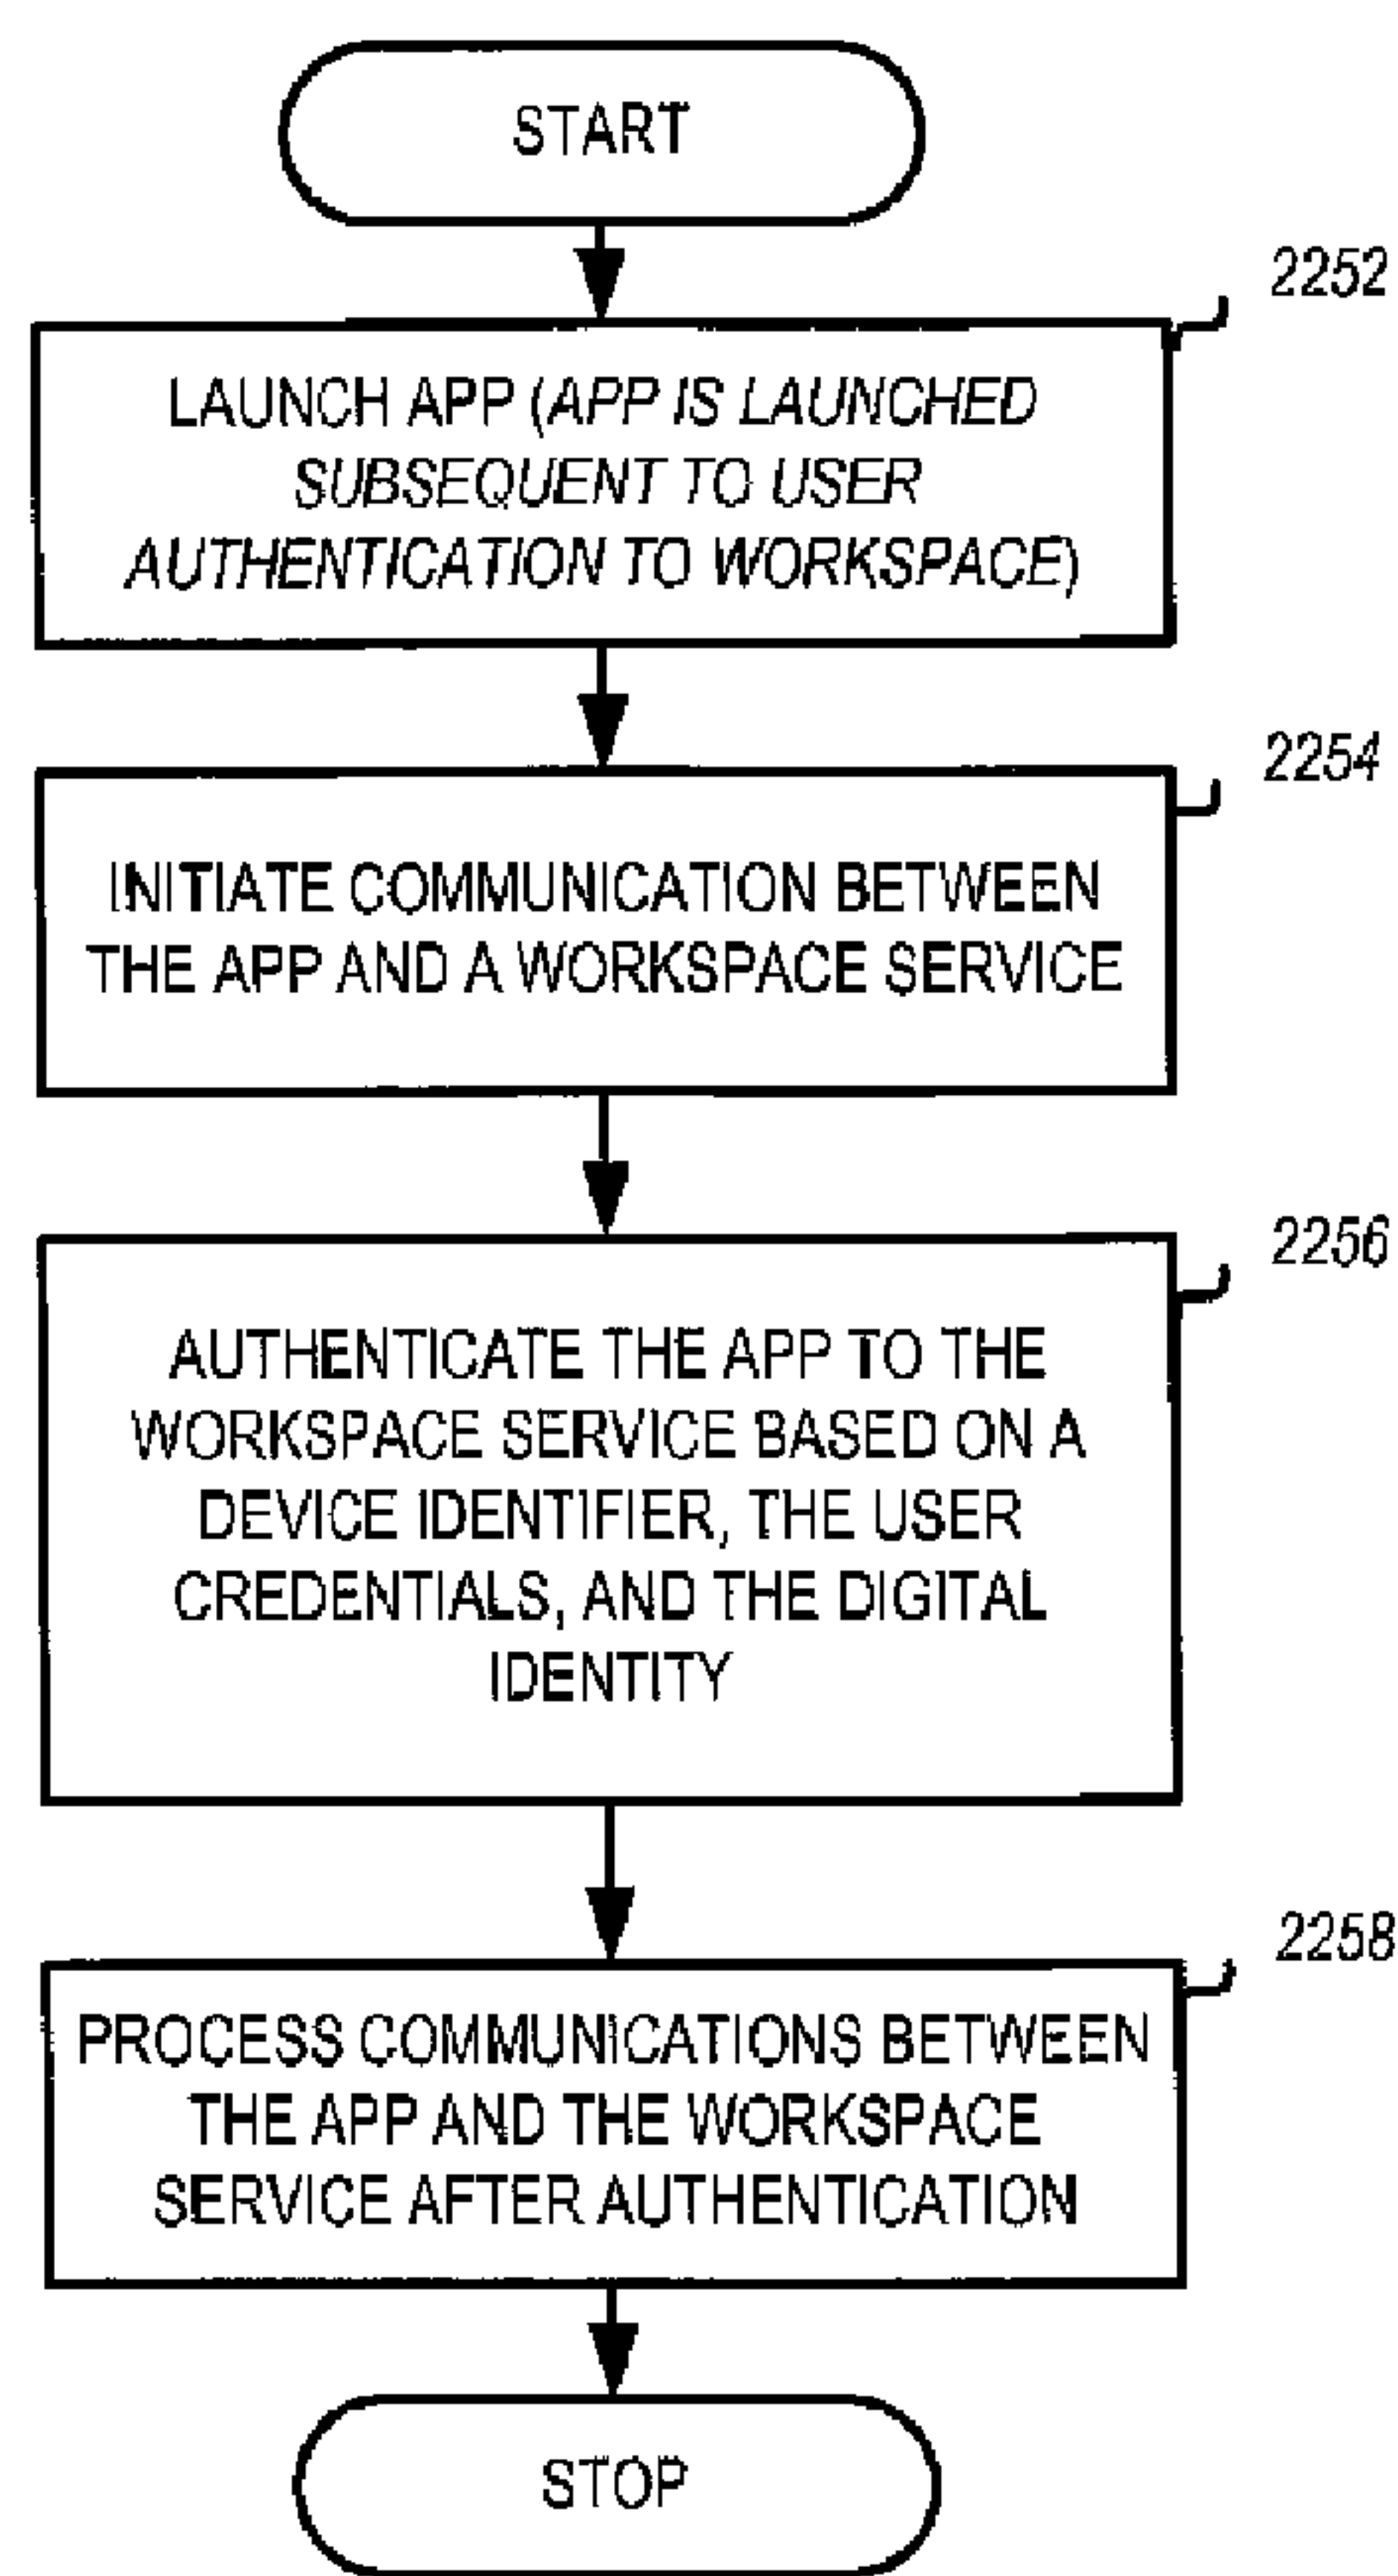 START
2252
LAUNCH APP (APP IS LAUNCHED
SUBSEQUENT TO USER
AUTHENTICATION TO WORKSPACE)
2254
INITIATE COMMUNICATION BETWEEN
THE APP AND A WORKSPACE SERVICE
2256
AUTHENTICATE THE APP TO THE
WORKSPACE SERVICE BASED ON A
DEVICE IDENTIFIER, THE USER
CREDENTIALS, AND THE DIGITAL
IDENTITY
2258
PROCESS COMMUNICATIONS BETWEEN
THE APP AND THE WORKSPACE
SERVICE AFTER AUTHENTICATION
STOP